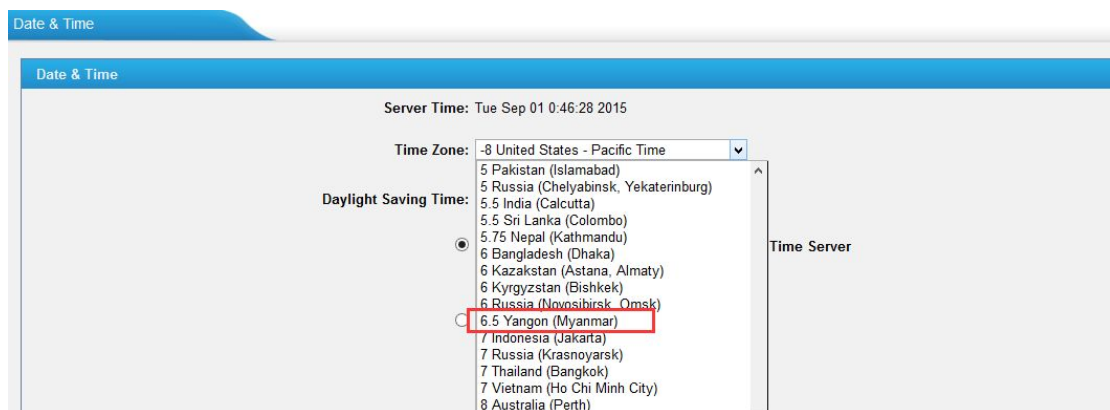 Date & Time
Date & Time
Server Time: Tue Sep 01 0:46:28 2015
Time Zone: -8 United States - Pacific Time
5 Pakistan (Islamabad)
5 Russia (Chelyabinsk, Yekaterinburg)
Daylight Saving Time:
5.5 India (Calcutta)
5.5 Sri Lanka (Colombo)
5.75 Nepal (Kathmandu)
Time Server
6 Bangladesh (Dhaka)
6 Kazakstan (Astana, Almaty)
6 Kyrgyzstan (Bishkek)
6 Russia (Novosibirsk, Omsk)
6.5 Yangon (Myanmar)
7 Indonesia (Jakarta)
7 Russia (Krasnoyarsk)
7 Thailand (Bangkok)
7 Vietnam (Ho Chi Minh City)
8 Australia (Perth)